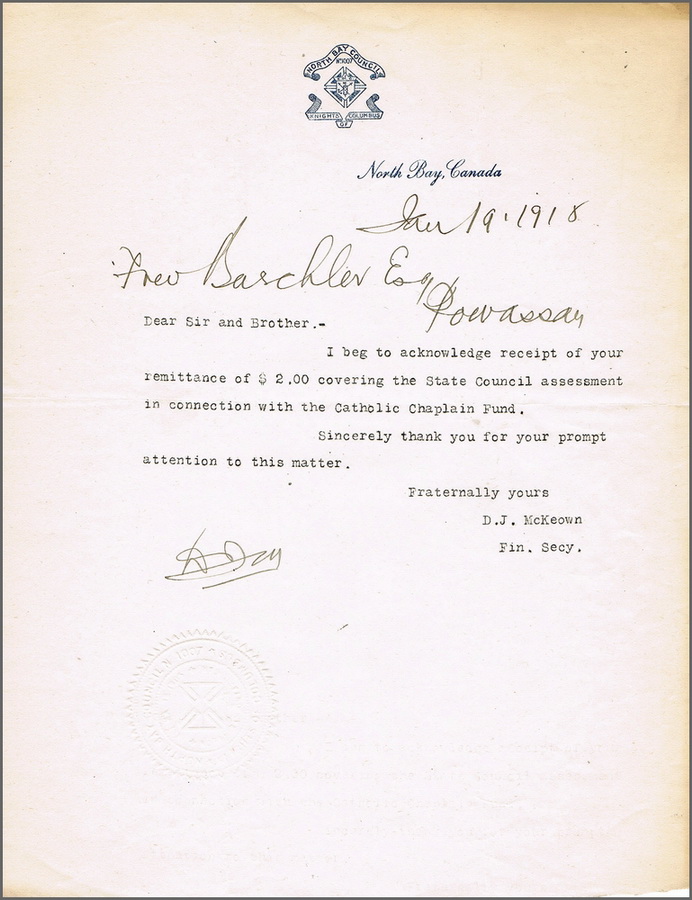 NORTH BAY COUNCIL
No 1007
KNIGHTS OF COLUMBUS
North Bay, Canada
Jan 19. 1918
Fred Baechler Esq
Powassan
Dear Sir and Brother.-
I beg to acknowledge receipt of your
remittance of $ 2.00 covering the State Council assessment
in connection with the Catholic Chaplain Fund.
Sincerely thank you for your prompt
attention to this matter.
Fraternally yours
D.J. McKeown
Fin. Secy.